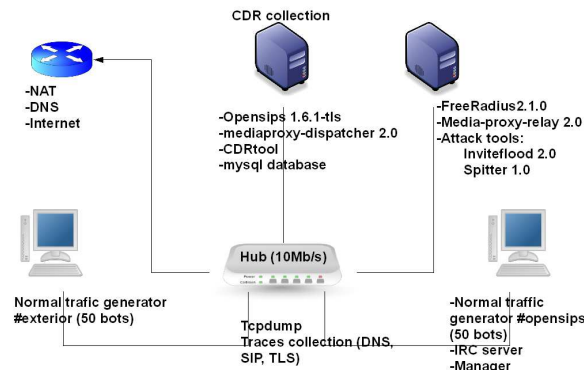 CDR collection
-NAT
-DNS
-Internet
-Opensips 1.6.1-tls
-mediaproxy-dispatcher 2.0
-CDRtool
-mysql database
-FreeRadius2.1.0
-Media-proxy-relay 2.0
-Attack tools:
Inviteflood 2.0
Spitter 1.0
Hub (10Mb/s)
Normal trafic generator
#exterior (50 bots)
Tcpdump
Traces collection (DNS,
SIP, TLS)
-Normal traffic
generator #opensips
(50 bots)
-IRC server
-Manager